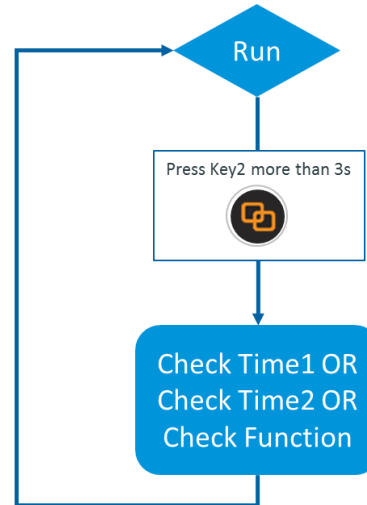 Run
Press Key2 more than 3s
Check Time1 OR
Check Time2 OR
Check Function